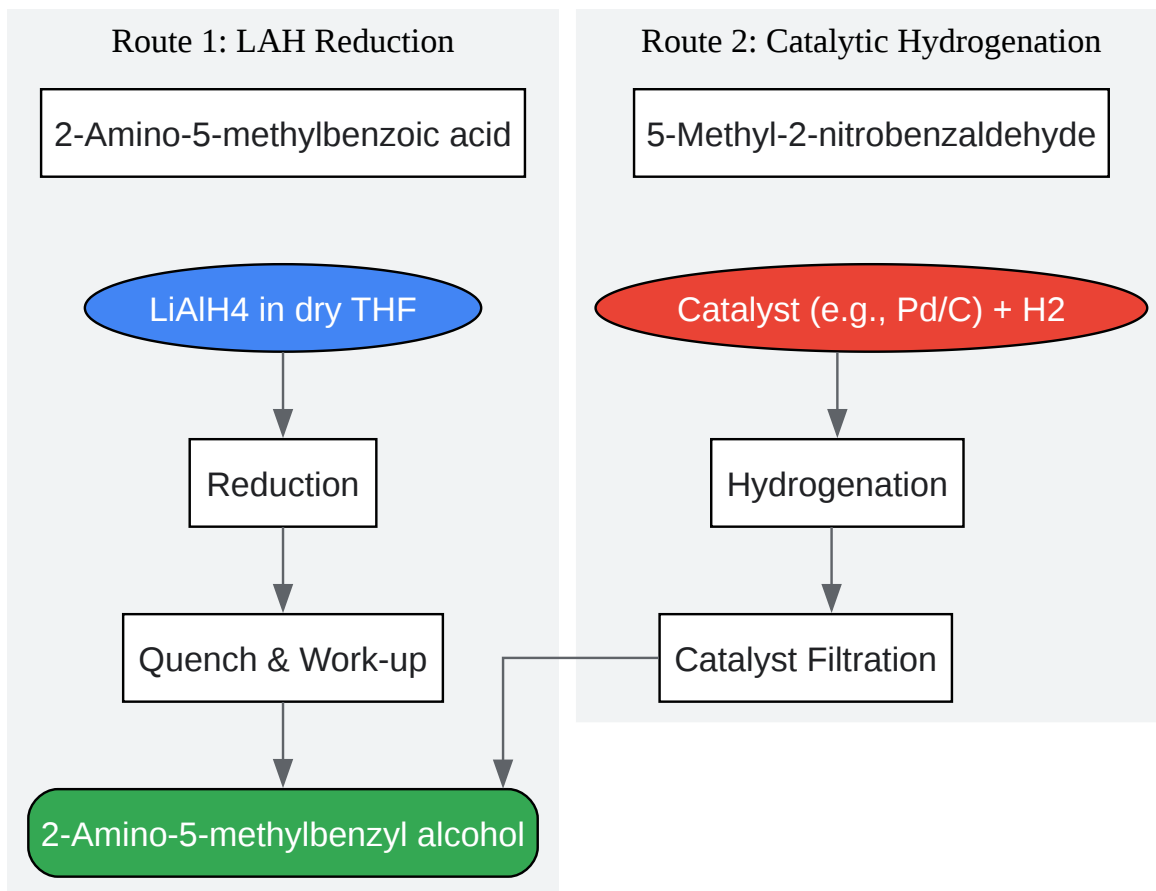 Route 1: LAH Reduction
2-Amino-5-methylbenzoic acid
LiAlH4 in dry THF
Reduction
Quench & Work-up
2-Amino-5-methylbenzyl alcohol
Route 2: Catalytic Hydrogenation
5-Methyl-2-nitrobenzaldehyde
Catalyst (e.g., Pd/C) + H2
Hydrogenation
Catalyst Filtration